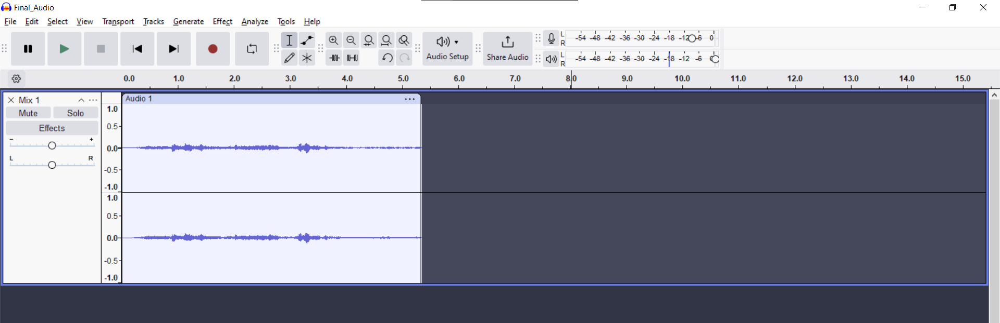 Final_Audio
File Edit Select View Transport Tracks Generate Effect Analyze Tools Help
L -54 -48 -42 -36 -30 -24 -18 -12 -6 0
R
Audio Setup
Share Audio
L -54 -48 -42 -36 -30 -24 -18 -12 -6 0
R
0.0 1.0 2.0 3.0 4.0 5.0 6.0 7.0 8.0 9.0 10.0 11.0 12.0 13.0 14.0 15.0
Mix 1
Audio 1
Mute Solo
Effects
- +
L R
1.0
0.5
0.0
-0.5
-1.0
1.0
0.5
0.0
-0.5
-1.0